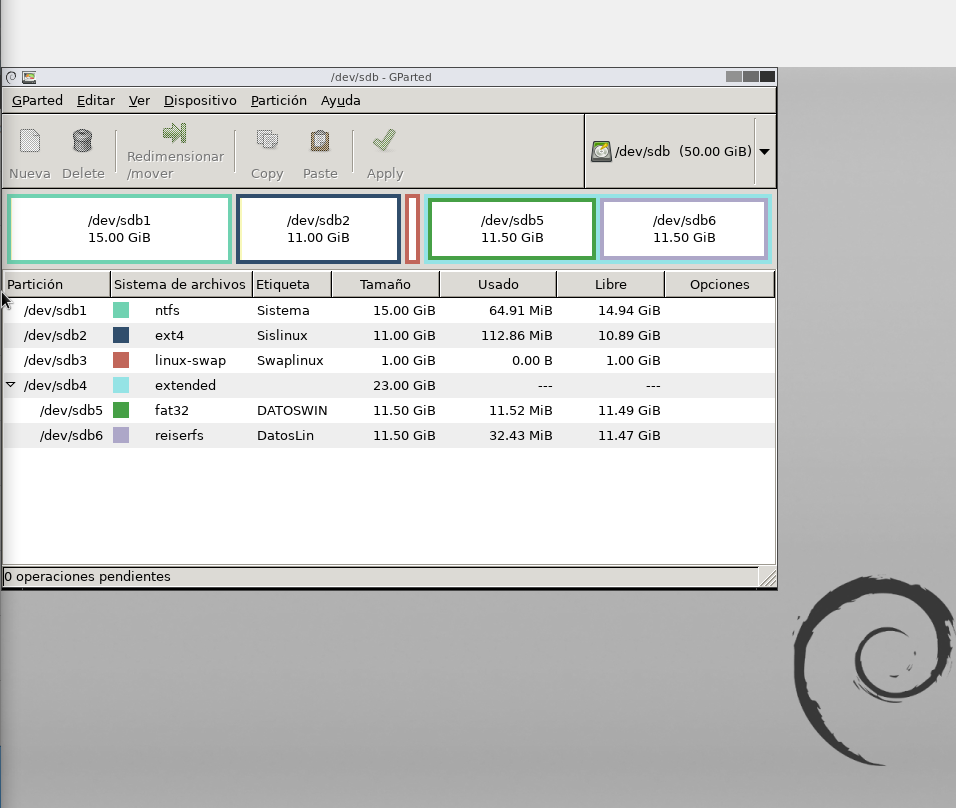 /dev/sdb - GParted
GParted Editar Ver Dispositivo Partición Ayuda
Nueva Delete Redimensionar /mover Copy Paste Apply /dev/sdb (50.00 GiB)
/dev/sdb1 /dev/sdb2 /dev/sdb5 /dev/sdb6
15.00 GiB 11.00 GiB 11.50 GiB 11.50 GiB
Partición Sistema de archivos Etiqueta Tamaño Usado Libre Opciones
/dev/sdb1 ntfs Sistema 15.00 GiB 64.91 MiB 14.94 GiB
/dev/sdb2 ext4 Sislinux 11.00 GiB 112.86 MiB 10.89 GiB
/dev/sdb3 linux-swap Swaplinux 1.00 GiB 0.00 B 1.00 GiB
/dev/sdb4 extended 23.00 GiB --- ---
/dev/sdb5 fat32 DATOSWIN 11.50 GiB 11.52 MiB 11.49 GiB
/dev/sdb6 reiserfs DatosLin 11.50 GiB 32.43 MiB 11.47 GiB
0 operaciones pendientes